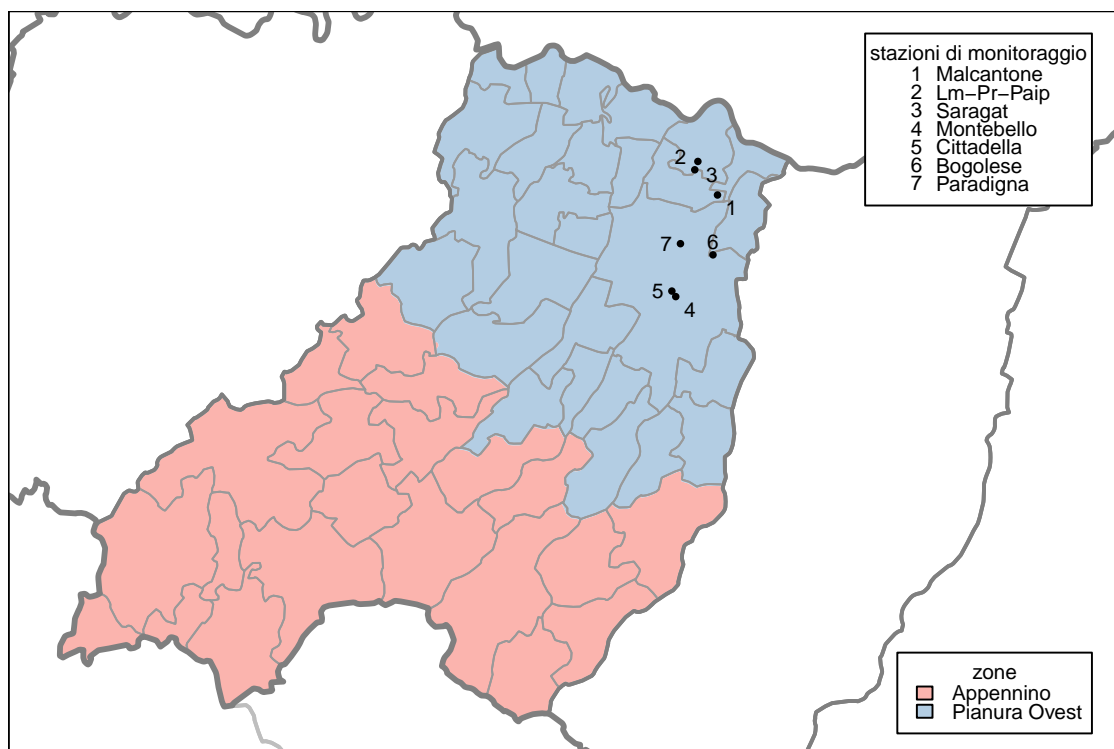 stazioni di monitoraggio
1 Malcantone
2 Lm−Pr−Paip
3 Saragat
4 Montebello
5 Cittadella
6 Bogolese
7 Paradigna
2
3
1
7
6
5
4
zone
Appennino
Pianura Ovest